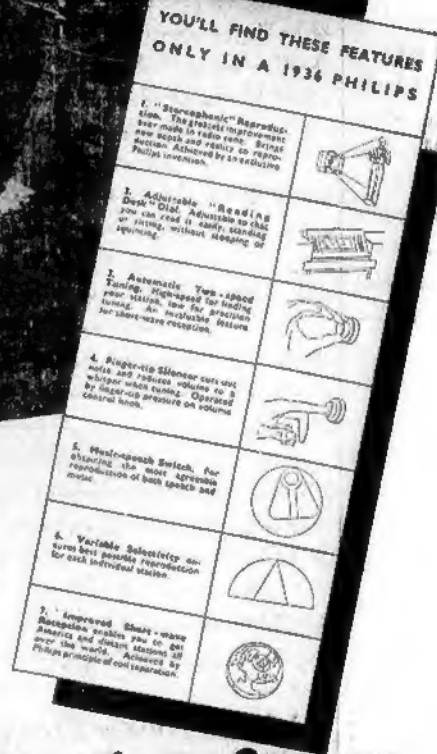 YOU'LL FIND THESE FEATURES
ONLY IN A 1936 PHILIPS
1. "Stereophonic" Reproduc-
tion. The greatest improvement
ever made in radio tone. Brings
new depth and reality to repro-
duction. Achieved by an exclusive
Philips invention.
2. Adjustable "Reading
Desk" Dial. Adjustable so that
you can read it easily, standing
or sitting, without stooping or
squinting.
3. Automatic Two-speed
Tuning. High-speed for finding
your station, low for precision
tuning. An invaluable feature
for short-wave reception.
4. Finger-tip Silencer cuts out
noise and reduces volume to a
whisper when tuning. Operated
by finger-tip pressure on volume
control knob.
5. Music-speech Switch, for
obtaining the most agreeable
reproduction of both speech and
music.
6. Variable Selectivity en-
sures best possible reproduction
for each individual station.
7. Improved Short-wave
Reception enables you to get
America and distant stations all
over the world. Achieved by
Philips principle of coil separation.